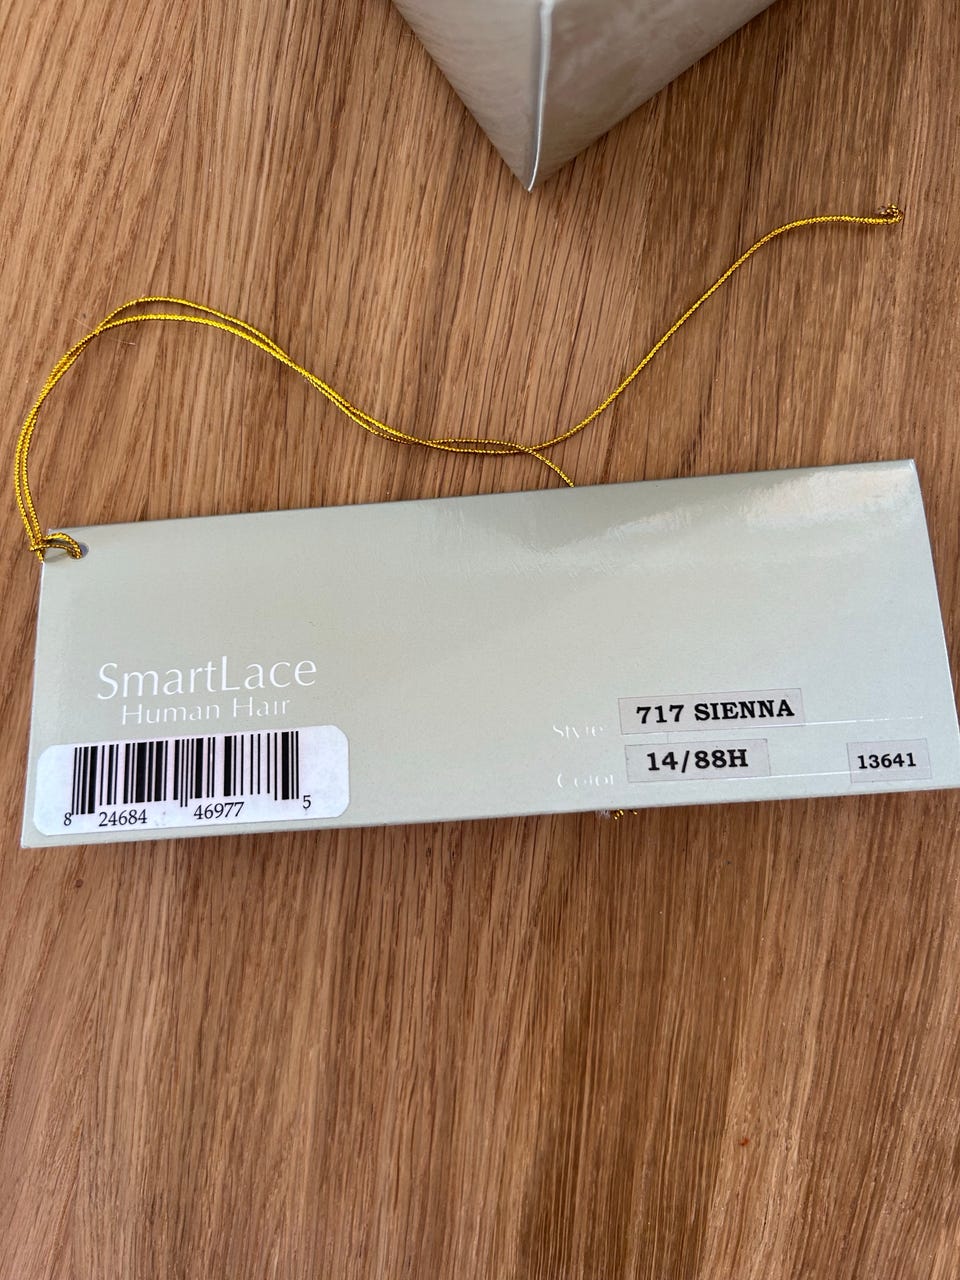 SmartLace
Human Hair
8 24684 46977 5
Style 717 SIENNA
Color 14/88H 13641